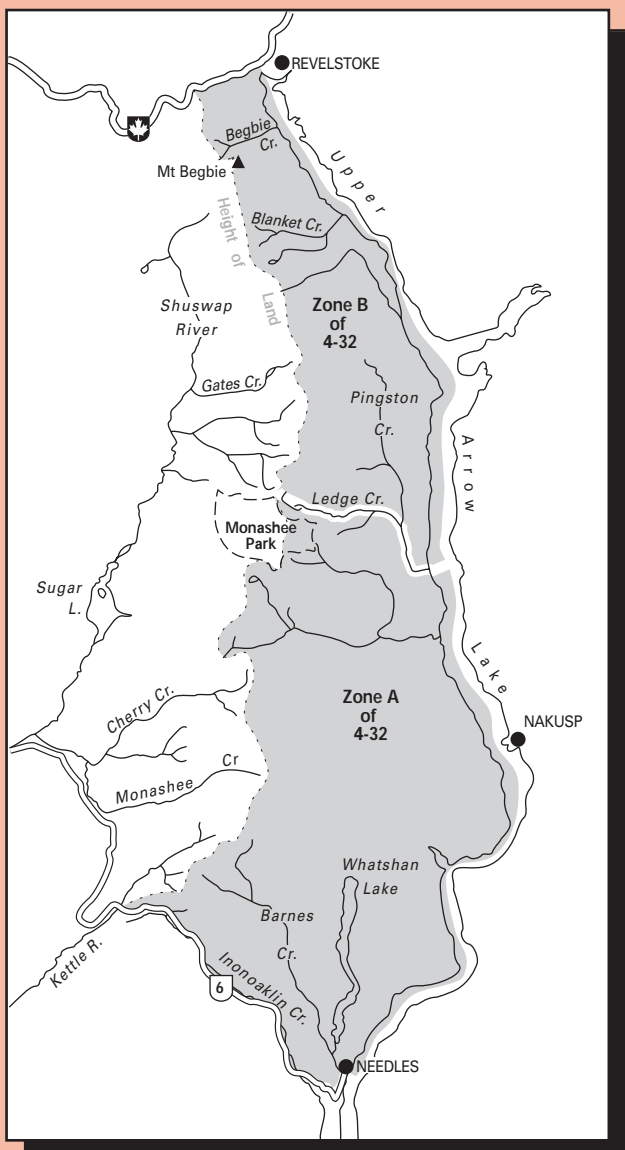 REVELSTOKE
Begbie
Cr.
Mt Begbie
Upper
Height of
Land
Blanket Cr.
Shuswap
River
Zone B
of
4-32
Gates Cr.
Pingston
Cr.
Arrow
Ledge Cr.
Monashee
Park
Sugar
L.
Lake
Cherry Cr.
Zone A
of
4-32
NAKUSP
Monashee Cr
Whatshan
Lake
Barnes
Cr.
Kettle R.
Inonoaklin Cr.
6
NEEDLES